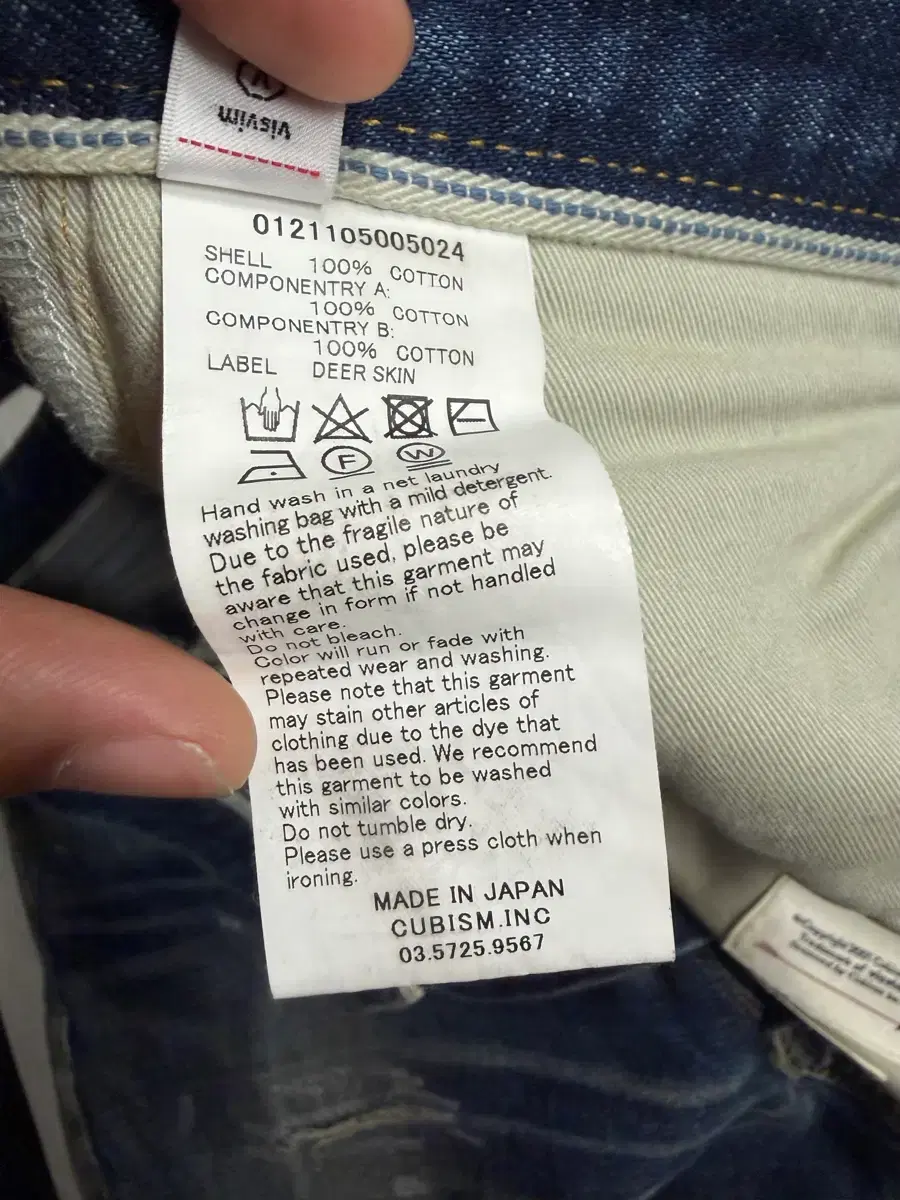 visvim
0121105005024
SHELL 100% COTTON
COMPONENTRY A:
100% COTTON
COMPONENTRY B:
100% COTTON
LABEL DEER SKIN
F W
Hand wash in a net laundry
washing bag with a mild detergent.
Due to the fragile nature of
the fabric used, please be
aware that this garment may
change in form if not handled
with care.
Do not bleach.
Color will run or fade with
repeated wear and washing.
Please note that this garment
may stain other articles of
clothing due to the dye that
has been used. We recommend
this garment to be washed
with similar colors.
Do not tumble dry.
Please use a press cloth when
ironing.
MADE IN JAPAN
CUBISM.INC
03.5725.9567